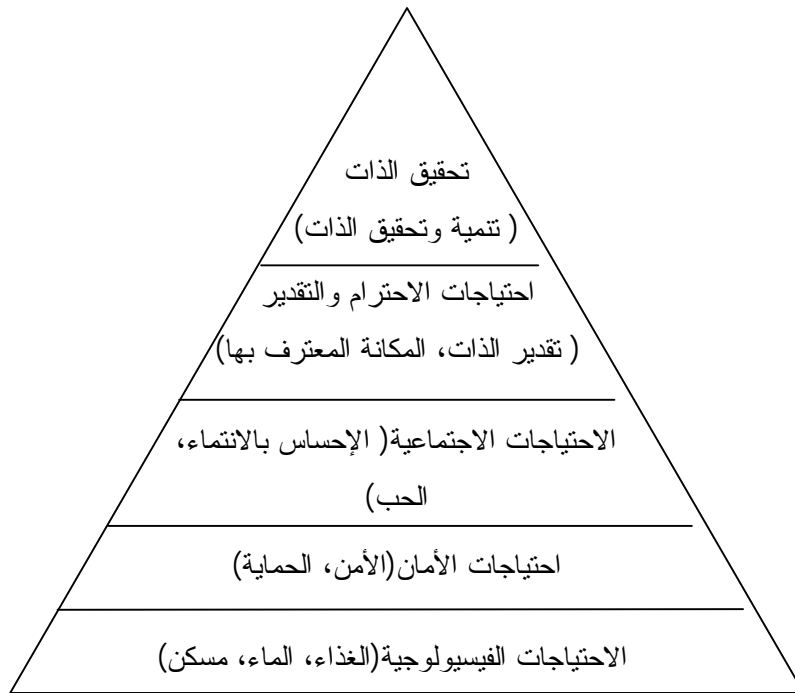 تحقيق الذات
( تنمية وتحقيق الذات)
احتياجات الاحترام والتقدير
( تقدير الذات، المكانة المعترف بها)
الاحتياجات الاجتماعية( الإحساس بالانتماء،
الحب)
احتياجات الأمان(الأمن، الحماية)
الاحتياجات الفيسيولوجية(الغذاء، الماء، مسكن)